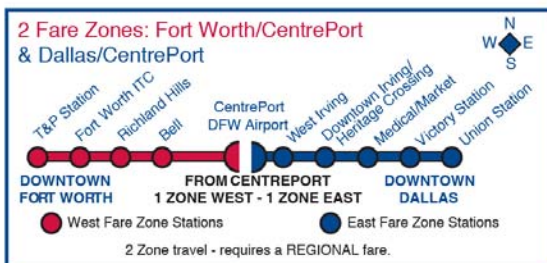 2 Fare Zones: Fort Worth/CentrePort
& Dallas/CentrePort
N
W E
S
T&P Station
Fort Worth ITC
Richland Hills
Bell
CentrePort
DFW Airport
West Irving
Downtown Irving/
Heritage Crossing
Medical/Market
Victory Station
Union Station
DOWNTOWN
FORT WORTH
FROM CENTREPORT
1 ZONE WEST - 1 ZONE EAST
DOWNTOWN
DALLAS
West Fare Zone Stations
East Fare Zone Stations
2 Zone travel - requires a REGIONAL fare.